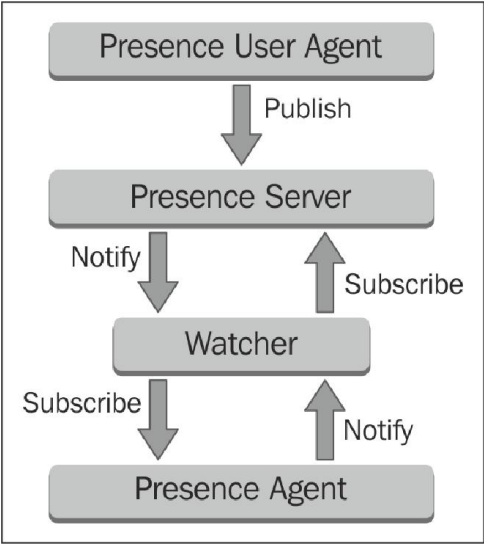 Presence User Agent
Publish
Presence Server
Notify
Subscribe
Watcher
Subscribe
Notify
Presence Agent